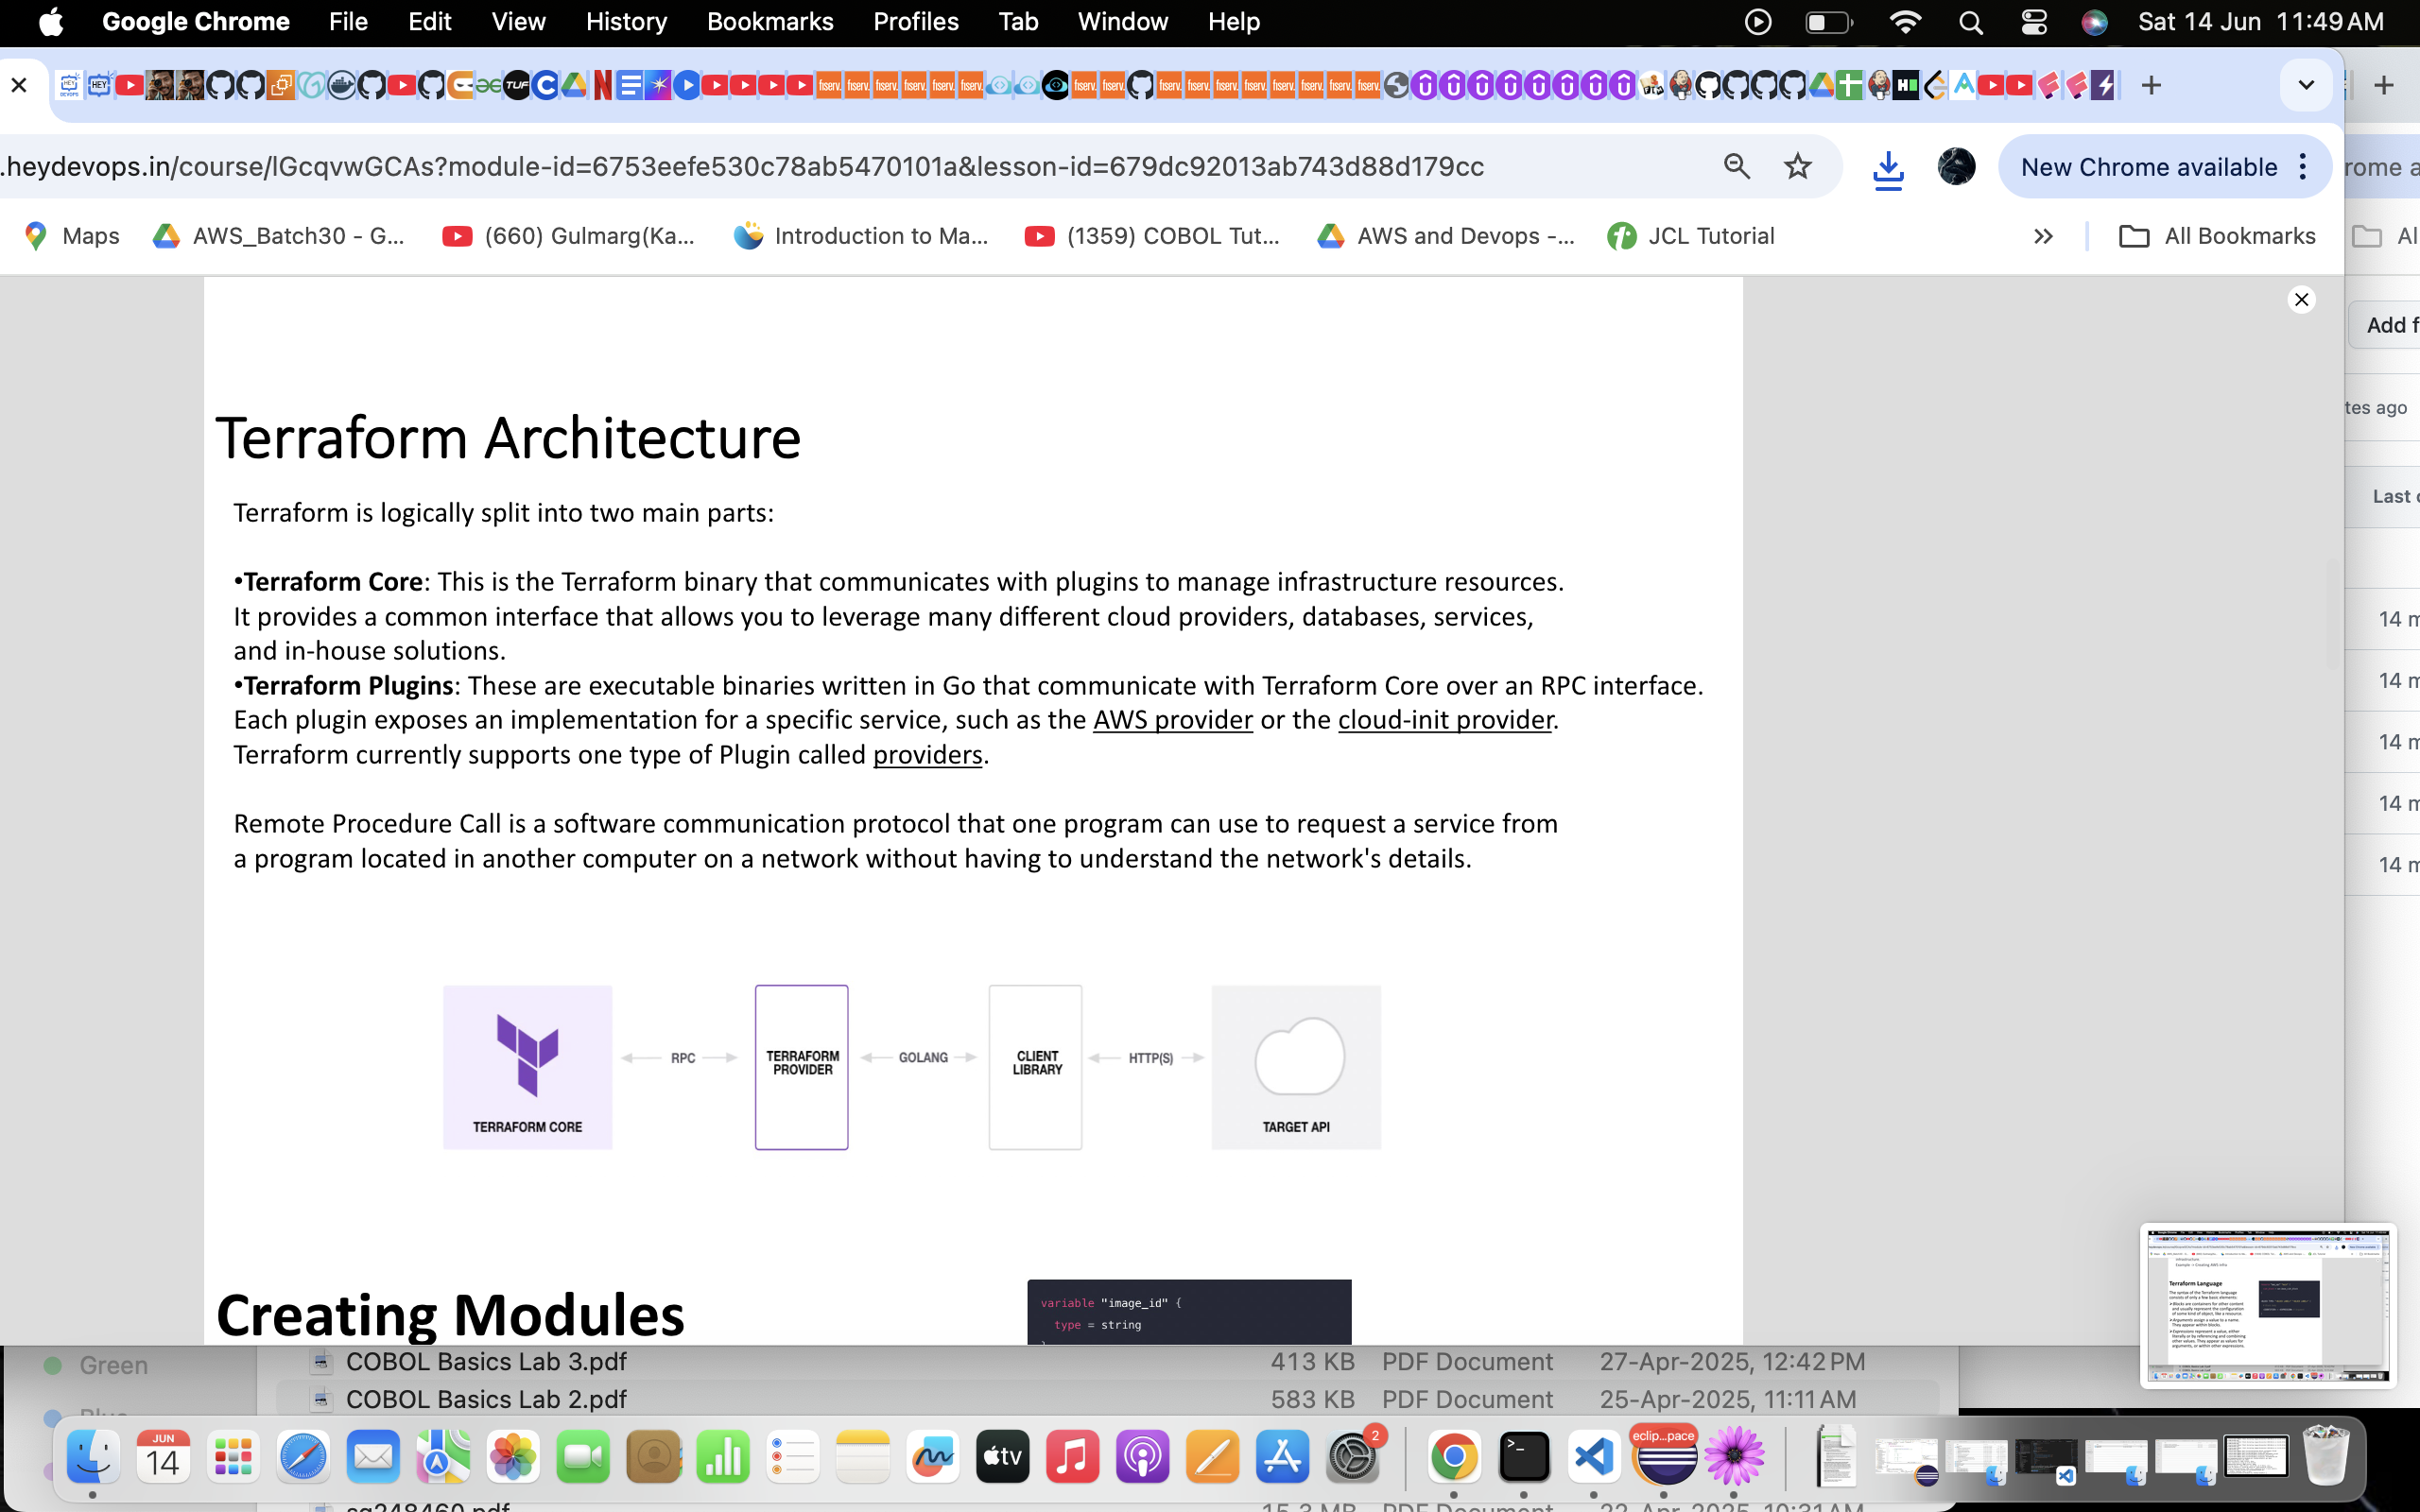 Google Chrome File Edit View History Bookmarks Profiles Tab Window Help Sat 14 Jun 11:49 AM
.heydevops.in/course/lGcqvwGCAs?module-id=6753eefe530c78ab5470101a&lesson-id=679dc92013ab743d88d179cc New Chrome available
Maps AWS_Batch30 - G... (660) Gulmarg(Ka... Introduction to Ma... (1359) COBOL Tut... AWS and Devops -... JCL Tutorial All Bookmarks
Add f
tes ago
Terraform Architecture
Last
Terraform is logically split into two main parts:
•Terraform Core: This is the Terraform binary that communicates with plugins to manage infrastructure resources.
It provides a common interface that allows you to leverage many different cloud providers, databases, services,
14 m
and in-house solutions.
•Terraform Plugins: These are executable binaries written in Go that communicate with Terraform Core over an RPC interface.
14 m
Each plugin exposes an implementation for a specific service, such as the AWS provider or the cloud-init provider.
14 m
Terraform currently supports one type of Plugin called providers.
14 m
Remote Procedure Call is a software communication protocol that one program can use to request a service from
a program located in another computer on a network without having to understand the network's details.
14 m
RPC TERRAFORM PROVIDER GOLANG CLIENT LIBRARY HTTP(S)
TERRAFORM CORE TARGET API
Creating Modules
variable "image_id" {
type = string
Terraform Language
Green COBOL Basics Lab 3.pdf 413 KB PDF Document 27-Apr-2025, 12:42 PM
COBOL Basics Lab 2.pdf 583 KB PDF Document 25-Apr-2025, 11:11 AM
JUN
14
tv
2
eclip...pace